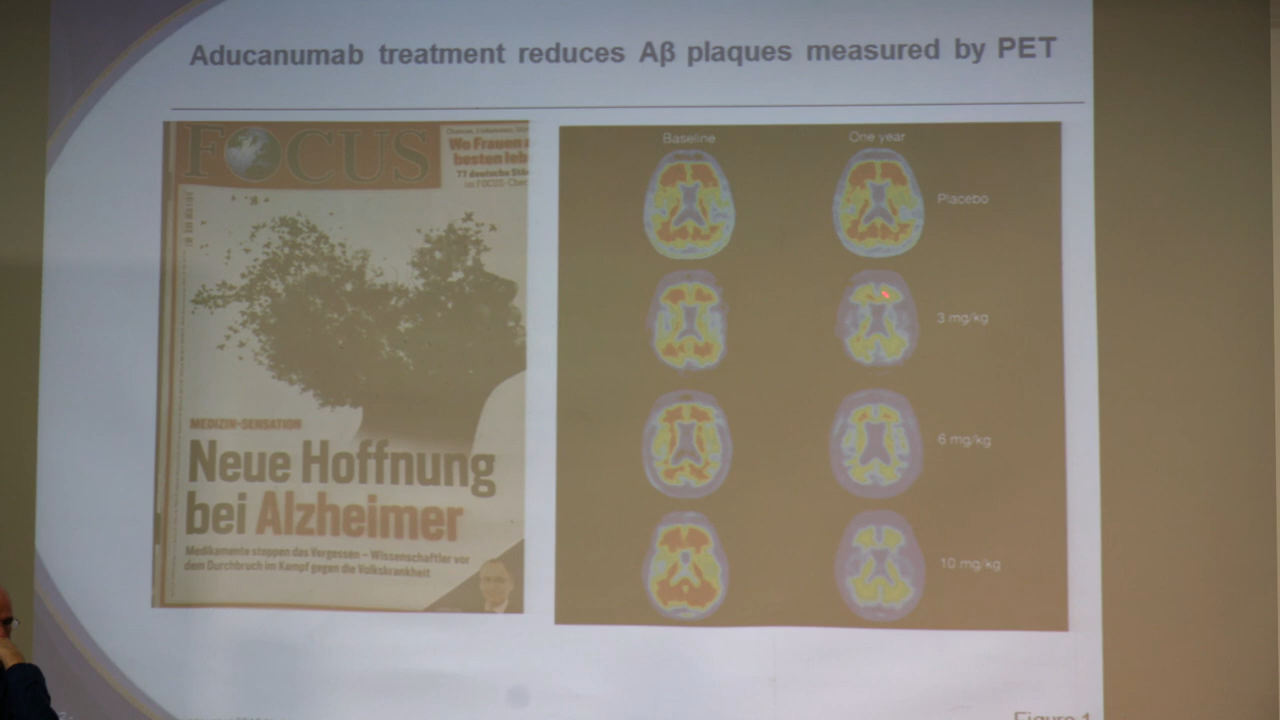 Aducanumab treatment reduces Aβ plaques measured by PET
FOCUS
Wo Frauen
besten leb
77 deutsche Stä
im FOCUS-
MEDIZIN-SENSATION
Neue Hoffnung
bei Alzheimer
Medikamente stoppen das Vergessen – Wissenschaftler vor
dem Durchbruch im Kampf gegen die Volkskrankheit
Baseline One year
Placebo
3 mg/kg
6 mg/kg
10 mg/kg
Figure 1